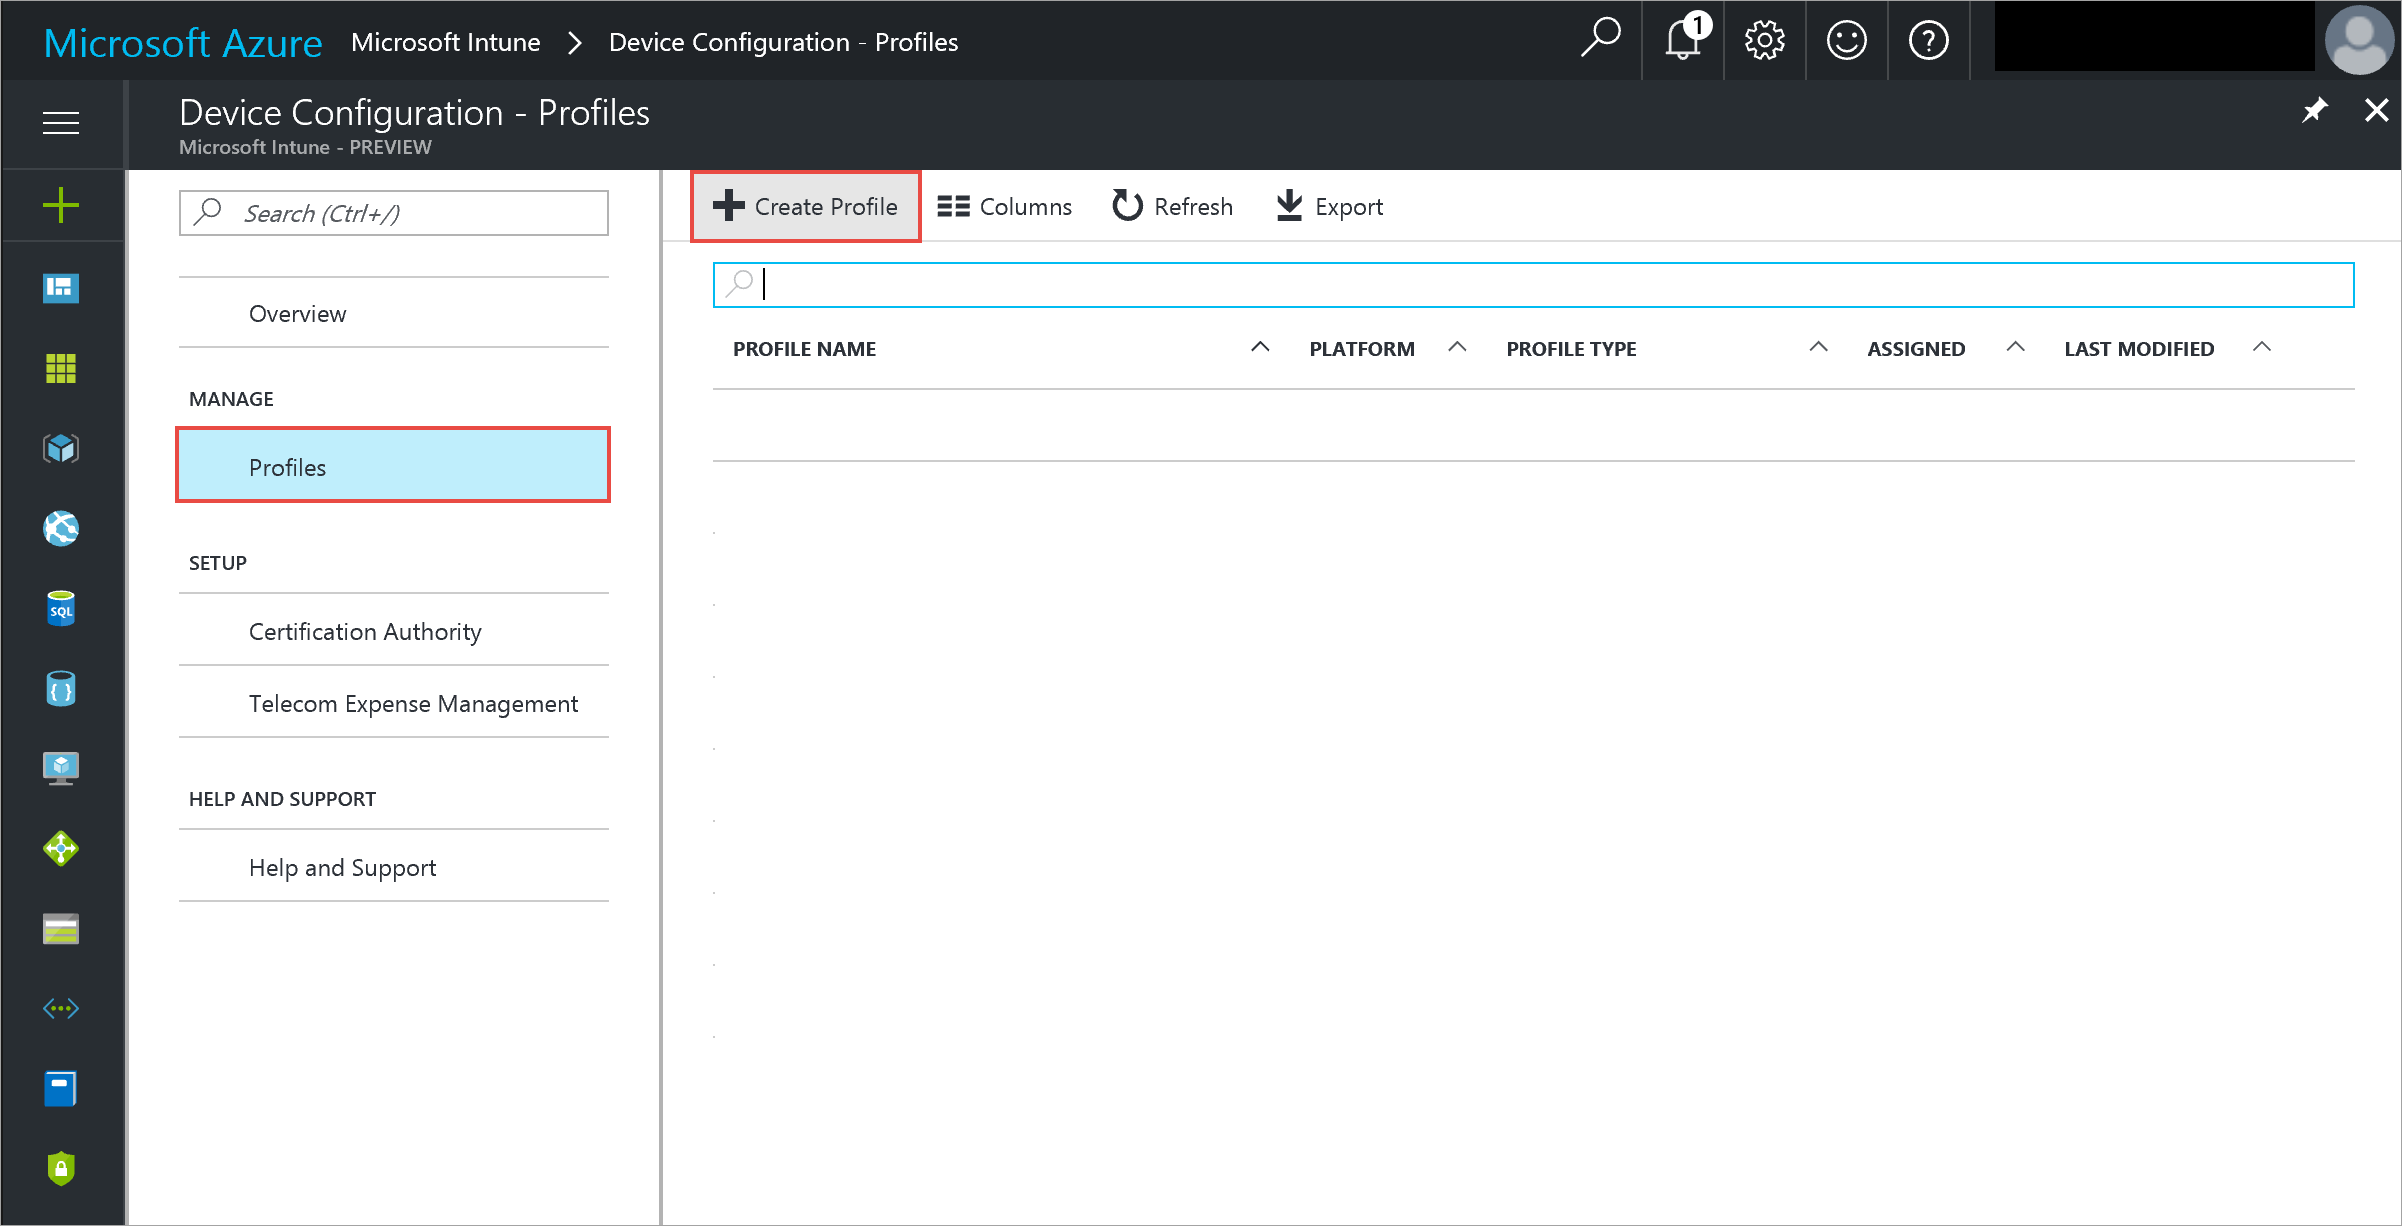 Microsoft Azure Microsoft Intune > Device Configuration - Profiles 1 ?
Device Configuration - Profiles
Microsoft Intune - PREVIEW
Search (Ctrl+/)
Overview
MANAGE
Profiles
SETUP
Certification Authority
Telecom Expense Management
HELP AND SUPPORT
Help and Support
Create Profile Columns Refresh Export
PROFILE NAME PLATFORM PROFILE TYPE ASSIGNED LAST MODIFIED
SQL